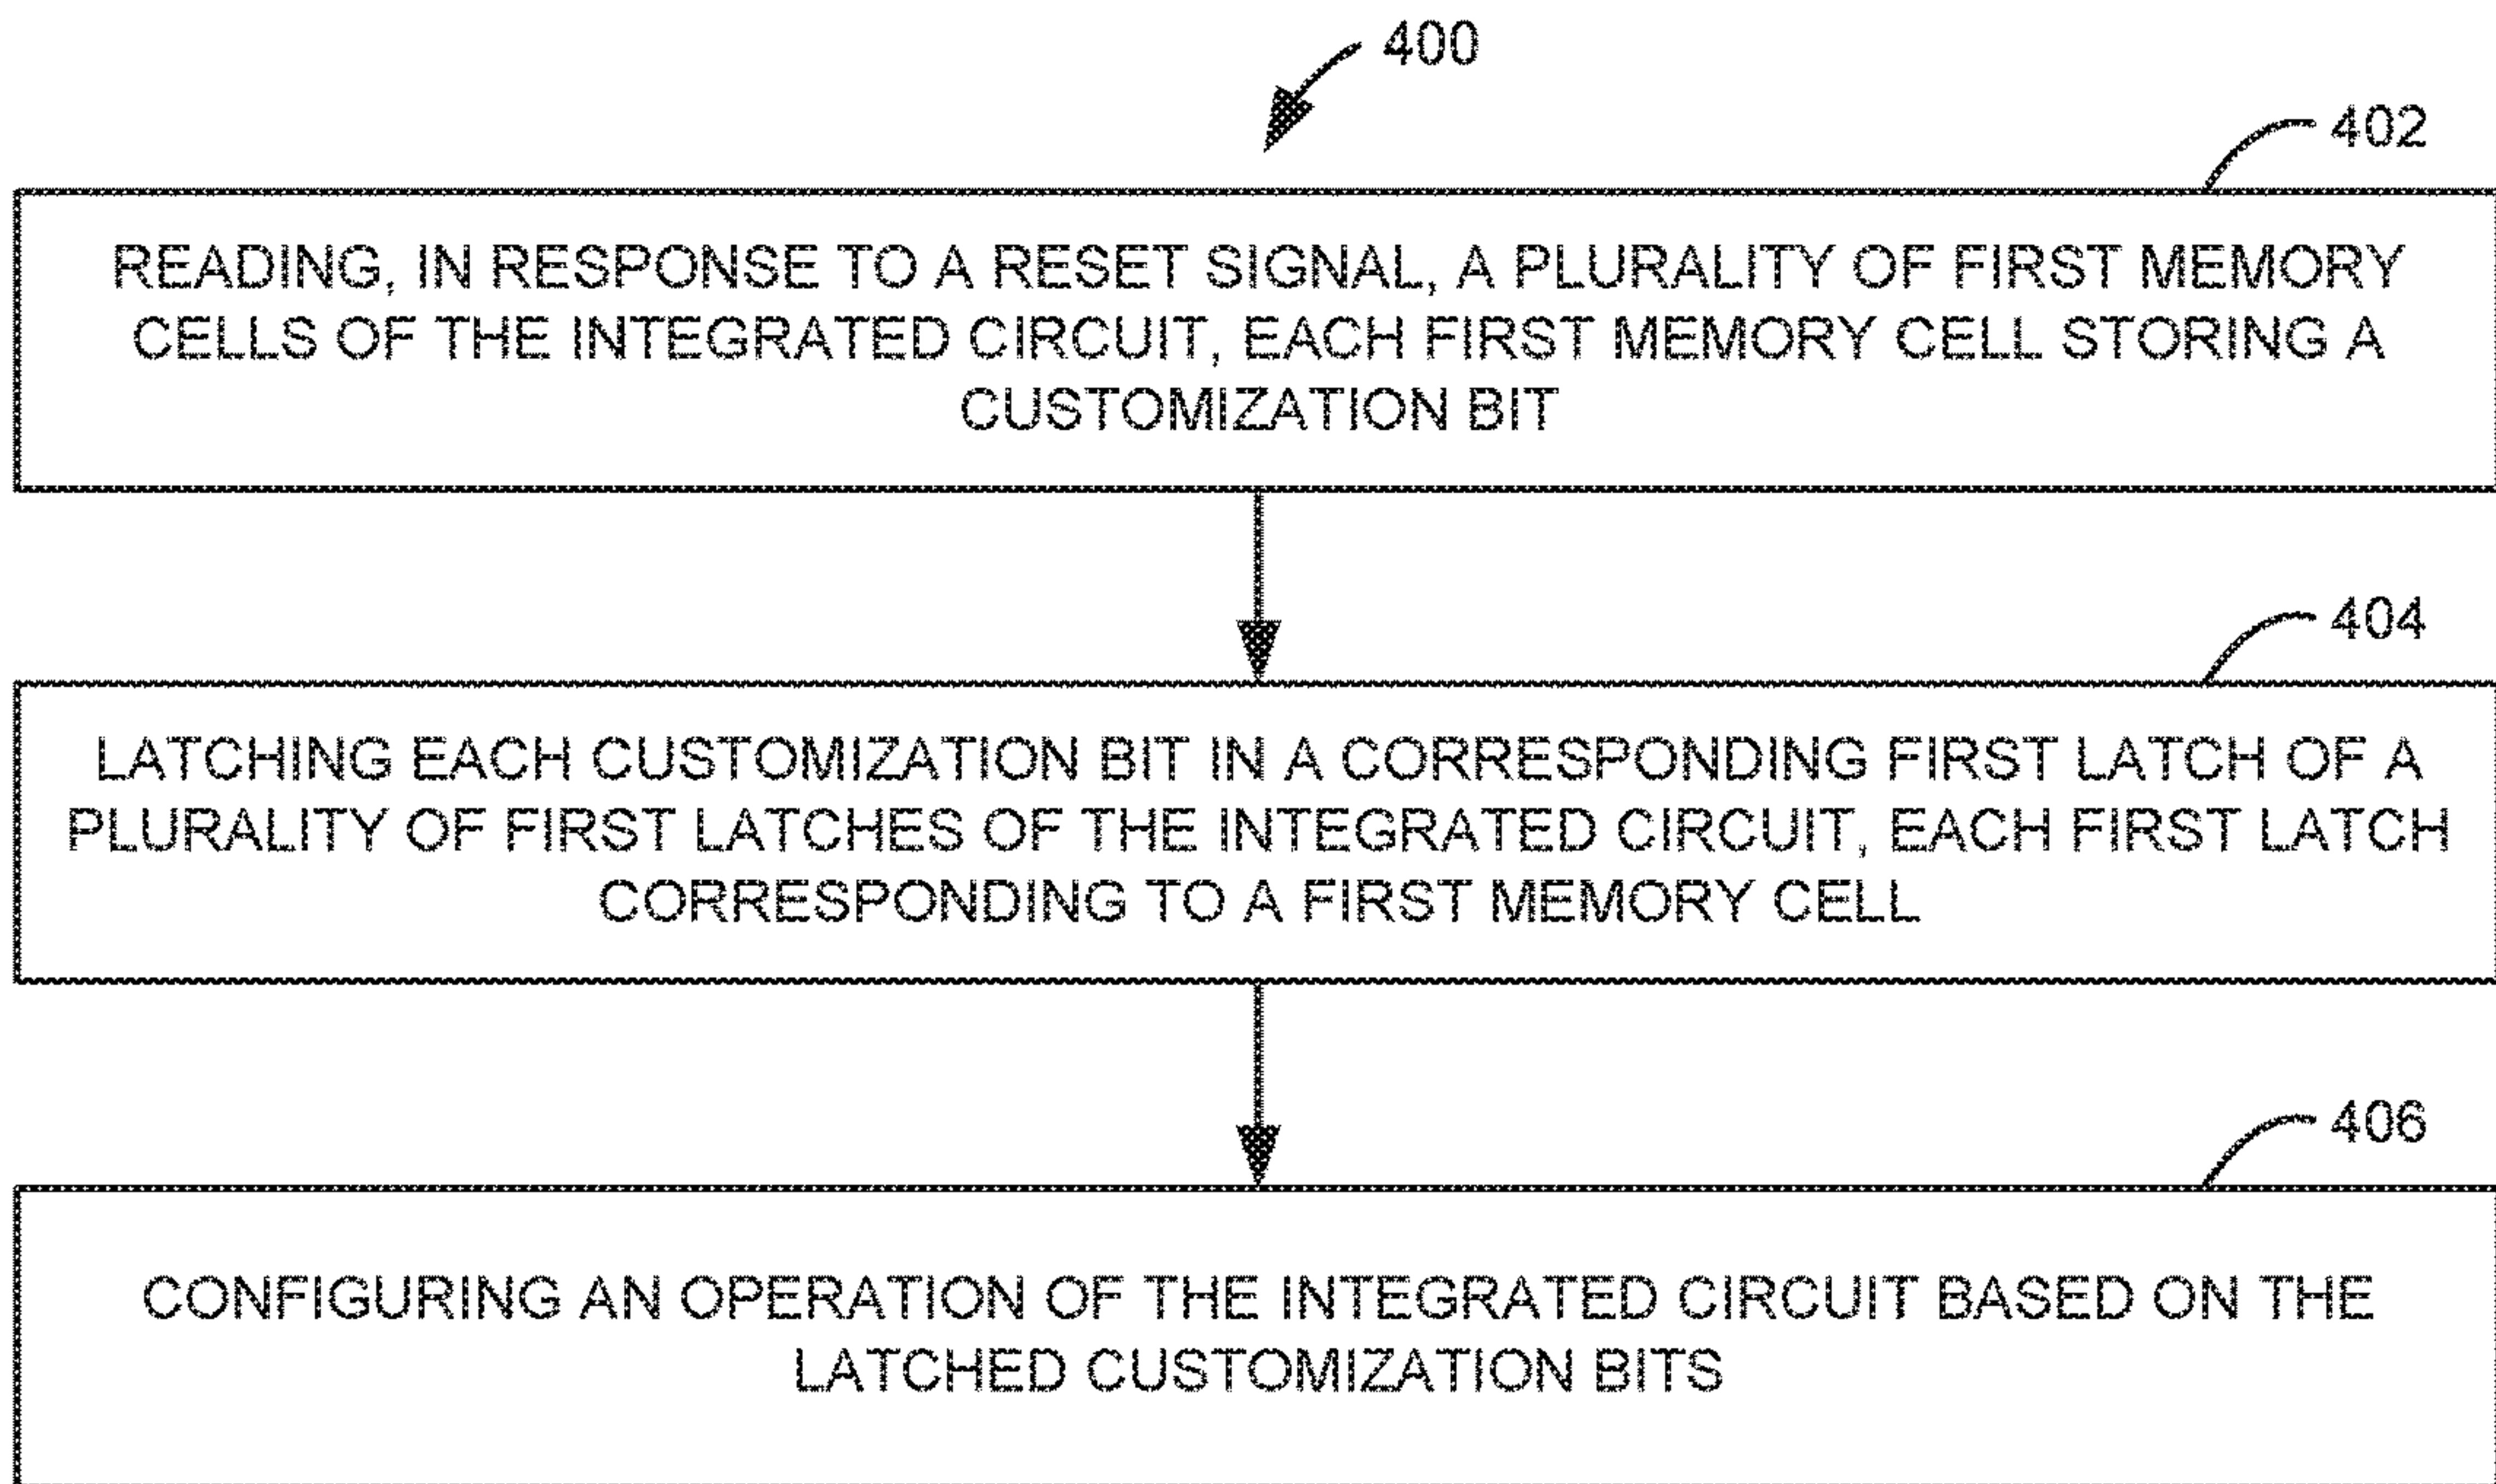 400
402
READING, IN RESPONSE TO A RESET SIGNAL, A PLURALITY OF FIRST MEMORY
CELLS OF THE INTEGRATED CIRCUIT, EACH FIRST MEMORY CELL STORING A
CUSTOMIZATION BIT
404
LATCHING EACH CUSTOMIZATION BIT IN A CORRESPONDING FIRST LATCH OF A
PLURALITY OF FIRST LATCHES OF THE INTEGRATED CIRCUIT, EACH FIRST LATCH
CORRESPONDING TO A FIRST MEMORY CELL
406
CONFIGURING AN OPERATION OF THE INTEGRATED CIRCUIT BASED ON THE
LATCHED CUSTOMIZATION BITS